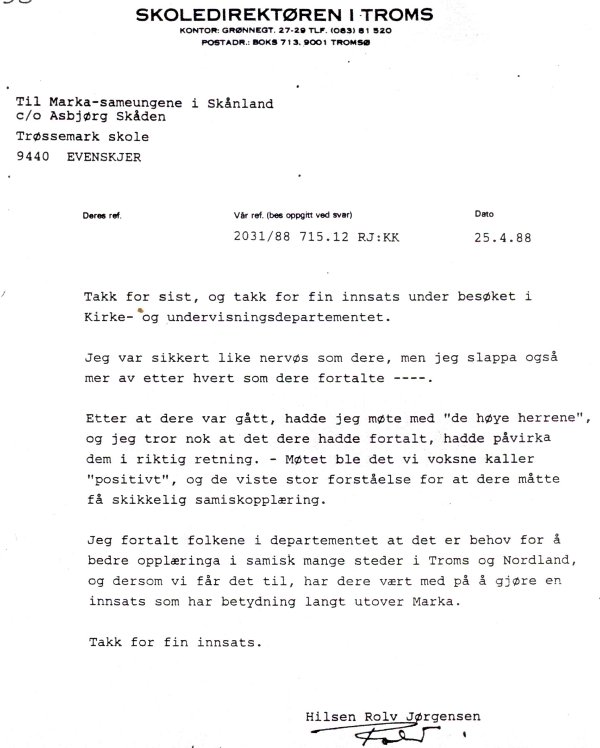 SKOLEDIREKTØREN I TROMS
KONTOR: GRØNNEGT. 27-29 TLF. (083) 81 520
POSTADR.: BOKS 713. 9001 TROMSØ
Til Marka-sameungene i Skånland
c/o Asbjørg Skåden
Trøssemark skole
9440 EVENSKJER
Deres ref. Vår ref. (bes oppgitt ved svar) Dato
2031/88 715.12 RJ:KK 25.4.88
Takk for sist, og takk for fin innsats under besøket i
Kirke- og undervisningsdepartementet.
Jeg var sikkert like nervøs som dere, men jeg slappa også
mer av etter hvert som dere fortalte ----.
Etter at dere var gått, hadde jeg møte med "de høye herrene",
og jeg tror nok at det dere hadde fortalt, hadde påvirka
dem i riktig retning. - Møtet ble det vi voksne kaller
"positivt", og de viste stor forståelse for at dere måtte
få skikkelig samiskopplæring.
Jeg fortalt folkene i departementet at det er behov for å
bedre opplæringa i samisk mange steder i Troms og Nordland,
og dersom vi får det til, har dere vært med på å gjøre en
innsats som har betydning langt utover Marka.
Takk for fin innsats.
Hilsen Rolv Jørgensen